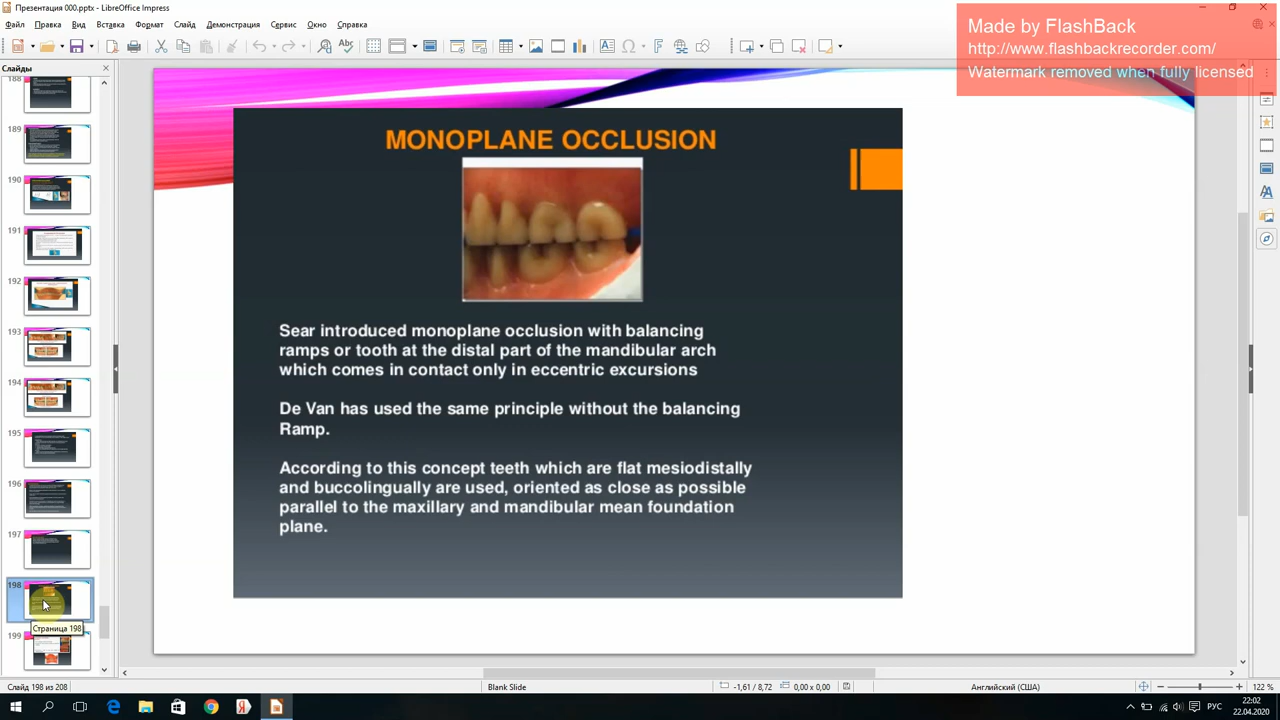 Презентация 000.pptx - LibreOffice Impress
Файл Правка Вид Вставка Формат Слайд Демонстрация Сервис Окно Справка
Made by FlashBack
http://www.flashbackrecorder.com/
Watermark removed when fully licensed
Слайды
188
189
190
191
192
193
194
195
196
197
198
Страница 198
199
MONOPLANE OCCLUSION
Sear introduced monoplane occlusion with balancing
ramps or tooth at the distal part of the mandibular arch
which comes in contact only in eccentric excursions
De Van has used the same principle without the balancing
Ramp.
According to this concept teeth which are flat mesiodistally
and buccolingually are used, oriented as close as possible
parallel to the maxillary and mandibular mean foundation
plane.
Слайд 198 из 208 Blank Slide -1,61 / 8,72 0,00 x 0,00 Английский (США) 122 %
РУС
22:02
22.04.2020